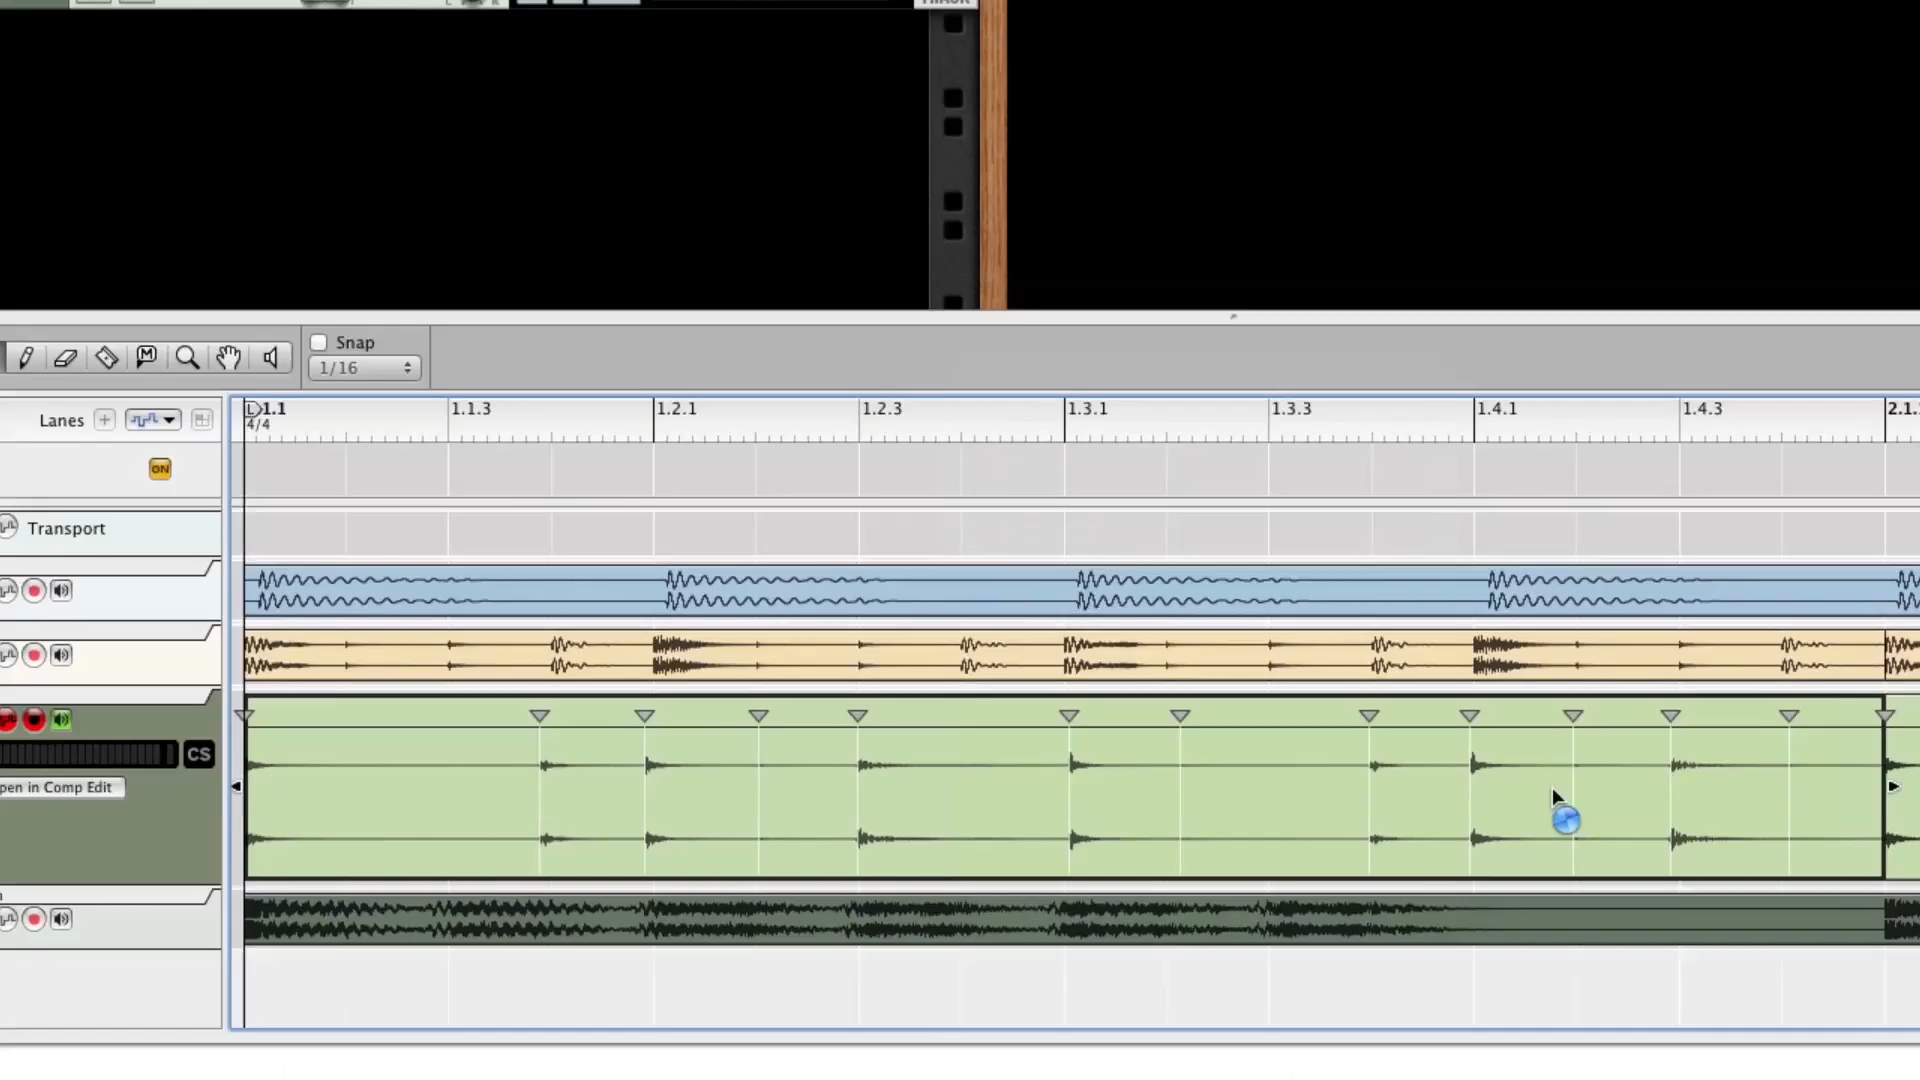 Snap
1/16
Lanes
L 1.1 1.1.3 1.2.1 1.2.3 1.3.1 1.3.3 1.4.1 1.4.3 2.1.
4/4
ON
M
Transport
CS
pen in Comp Edit